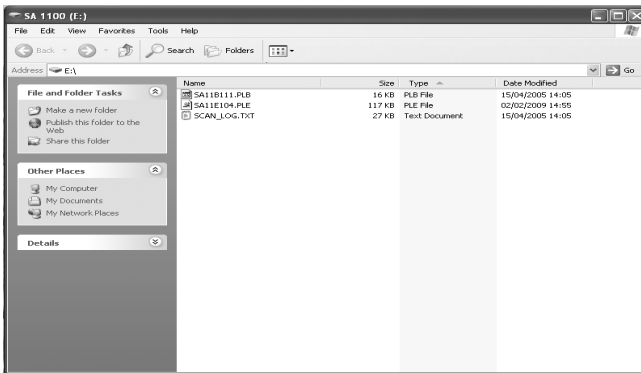 SA 1100 (E:)
File Edit View Favorites Tools Help
Back Search Folders
Address E:\ Go
File and Folder Tasks
Make a new folder
Publish this folder to the
Web
Share this folder
Other Places
My Computer
My Documents
My Network Places
Details
Name Size Type Date Modified
SA11B111.PLB 16 KB PLB File 15/04/2005 14:05
SA11E104.PLE 117 KB PLE File 02/02/2009 14:55
SCAN_LOG.TXT 27 KB Text Document 15/04/2005 14:05